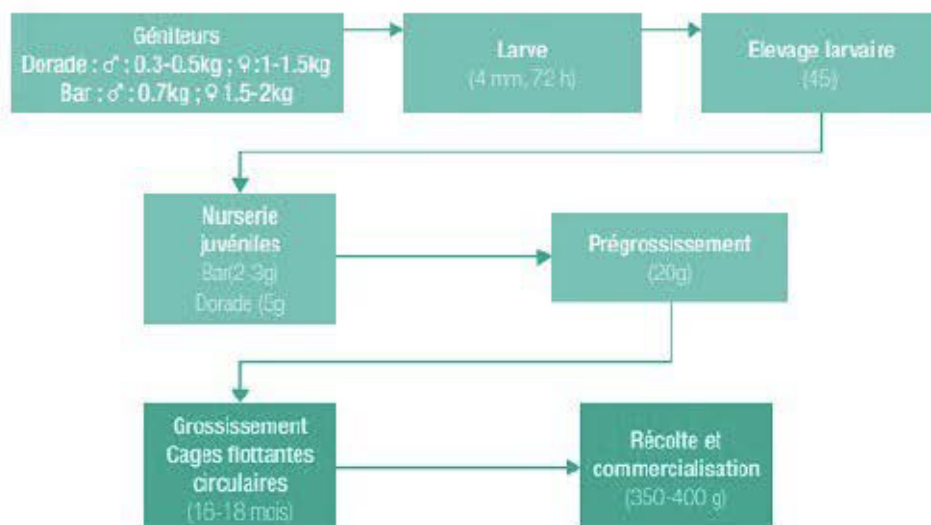 Géniteurs
Dorade : ♂ : 0.3-0.5kg ; ♀ :1-1.5kg
Bar : ♂ : 0.7kg ; ♀ 1.5-2kg
Larve
(4 mm, 72 h)
Elevage larvaire
(45)
Nurserie
juvéniles
Bar(2-3g)
Dorade (5g
Prégrossissement
(20g)
Grossissement
Cages flottantes
circulaires
(16-18 mois)
Récolte et
commercialisation
(350-400 g)